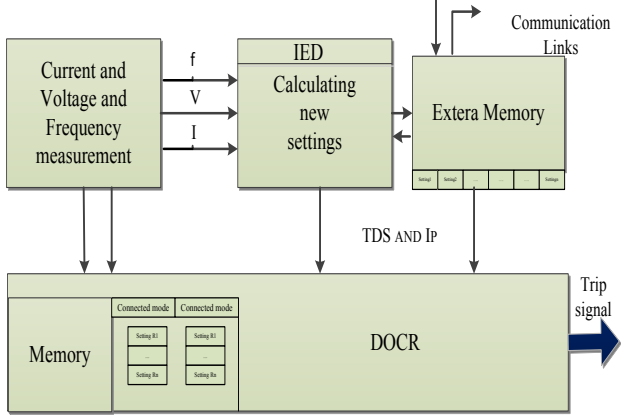 Communication
Links
Current and
Voltage and
Frequency
measurement
f
V
I
IED
Calculating
new
settings
Extera Memory
Setting1 Setting2 ... ... ... Settingn
TDS AND IP
Trip
signal
Memory
Connected mode Connected mode
Setting R1 Setting R1
... ...
Setting Rn Setting Rn
DOCR